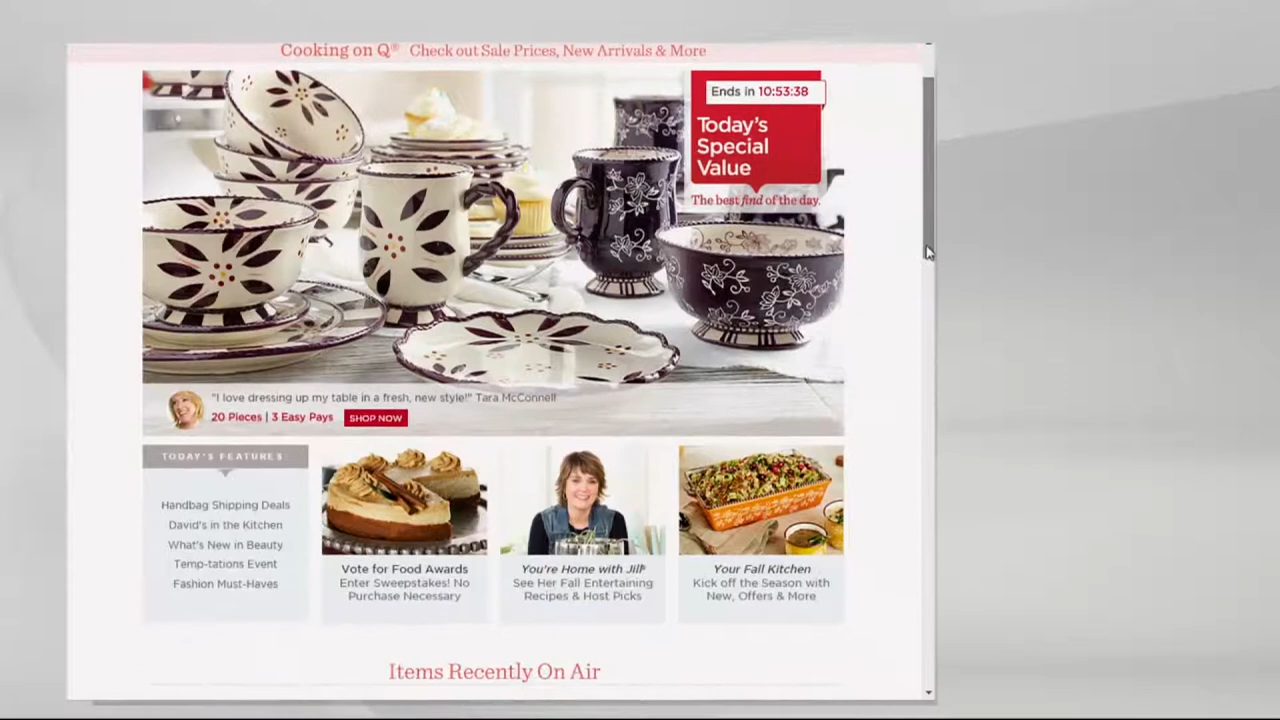 Cooking on Q® Check out Sale Prices, New Arrivals & More
Ends in 10:53:38
Today's
Special
Value
The best find of the day.
"I love dressing up my table in a fresh, new style!" Tara McConnell
20 Pieces | 3 Easy Pays SHOP NOW
TODAY'S FEATURES
Handbag Shipping Deals
David's in the Kitchen
What's New in Beauty
Temp-tations Event
Fashion Must-Haves
Vote for Food Awards
Enter Sweepstakes! No
Purchase Necessary
You're Home with Jill®
See Her Fall Entertaining
Recipes & Host Picks
Your Fall Kitchen
Kick off the Season with
New, Offers & More
Items Recently On Air